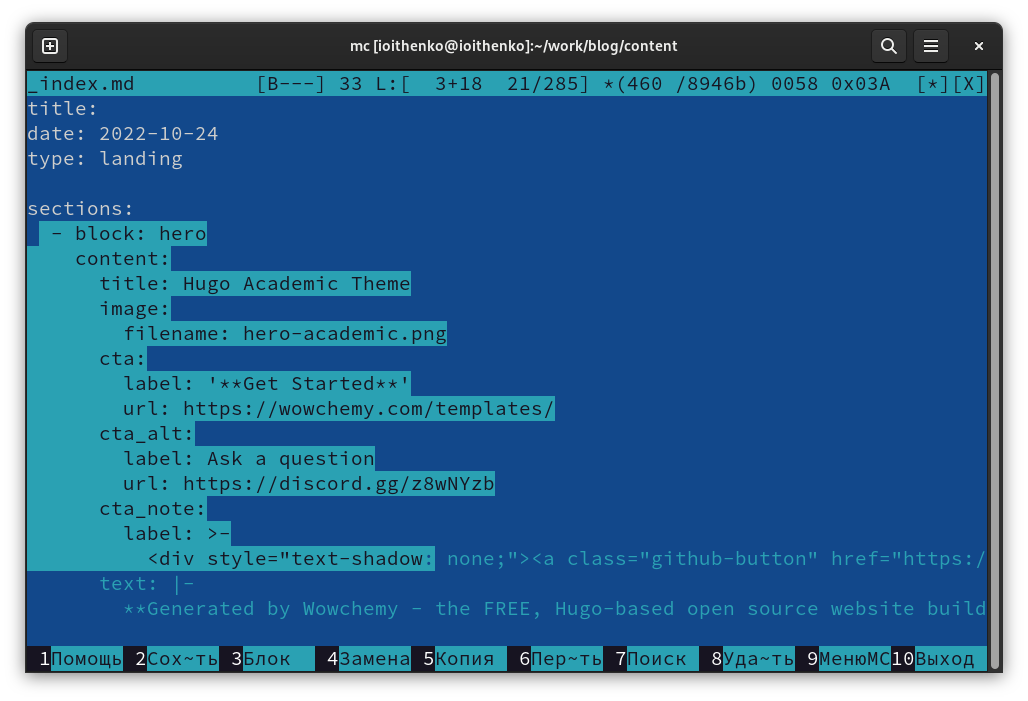 mc [ioithenko@ioithenko]:~/work/blog/content
_index.md [B---] 33 L:[ 3+18 21/285] *(460 /8946b) 0058 0x03A [*][X]
title:
date: 2022-10-24
type: landing
sections:
- block: hero
content:
title: Hugo Academic Theme
image:
filename: hero-academic.png
cta:
label: '**Get Started**'
url: https://wowchemy.com/templates/
cta_alt:
label: Ask a question
url: https://discord.gg/z8wNYzb
cta_note:
label: >-
<div style="text-shadow: none;"><a class="github-button" href="https:/
text: |-
**Generated by Wowchemy - the FREE, Hugo-based open source website build
1Помощь 2Сох~ть 3Блок 4Замена 5Копия 6Пер~ть 7Поиск 8Уда~ть 9МенюMC10Выход